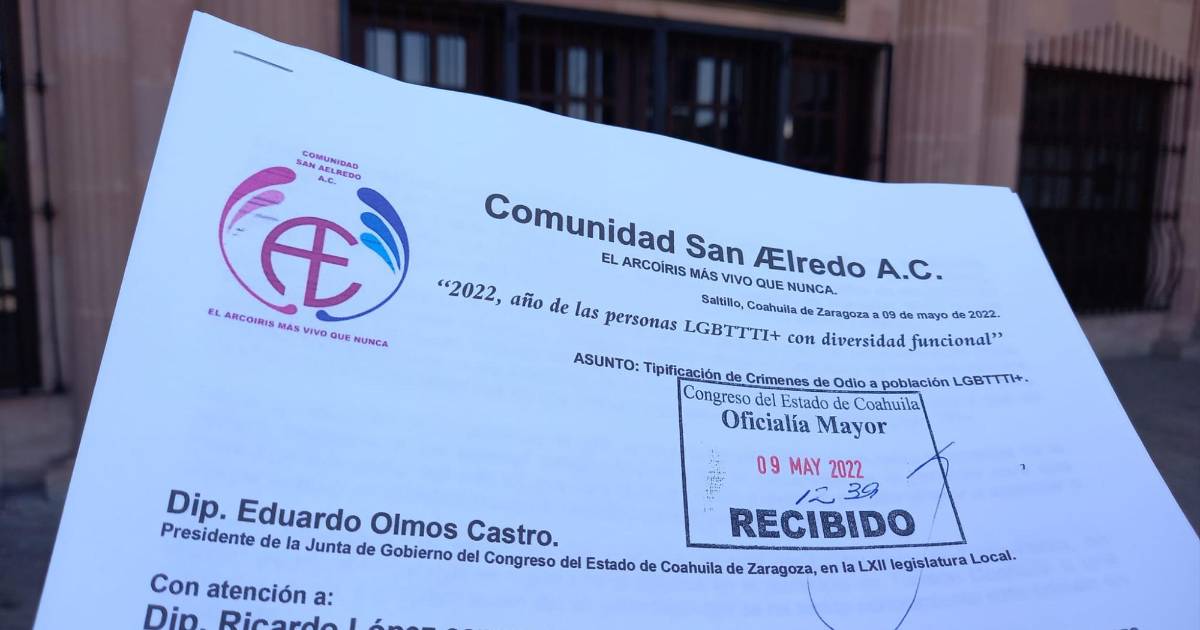 COMUNIDAD
SAN AELREDO
A.C.
EL ARCOIRIS MÁS VIVO QUE NUNCA
Comunidad San Ælredo A.C.
EL ARCOÍRIS MÁS VIVO QUE NUNCA.
Saltillo, Coahuila de Zaragoza a 09 de mayo de 2022.
“2022, año de las personas LGBTTTI+ con diversidad funcional”
ASUNTO: Tipificación de Crímenes de Odio a población LGBTTTI+.
Congreso del Estado de Coahuila
Oficialía Mayor
09 MAY 2022
12 39
RECIBIDO
Dip. Eduardo Olmos Castro.
Presidente de la Junta de Gobierno del Congreso del Estado de Coahuila de Zaragoza, en la LXII legislatura Local.
Con atención a:
Dip. Ricardo López